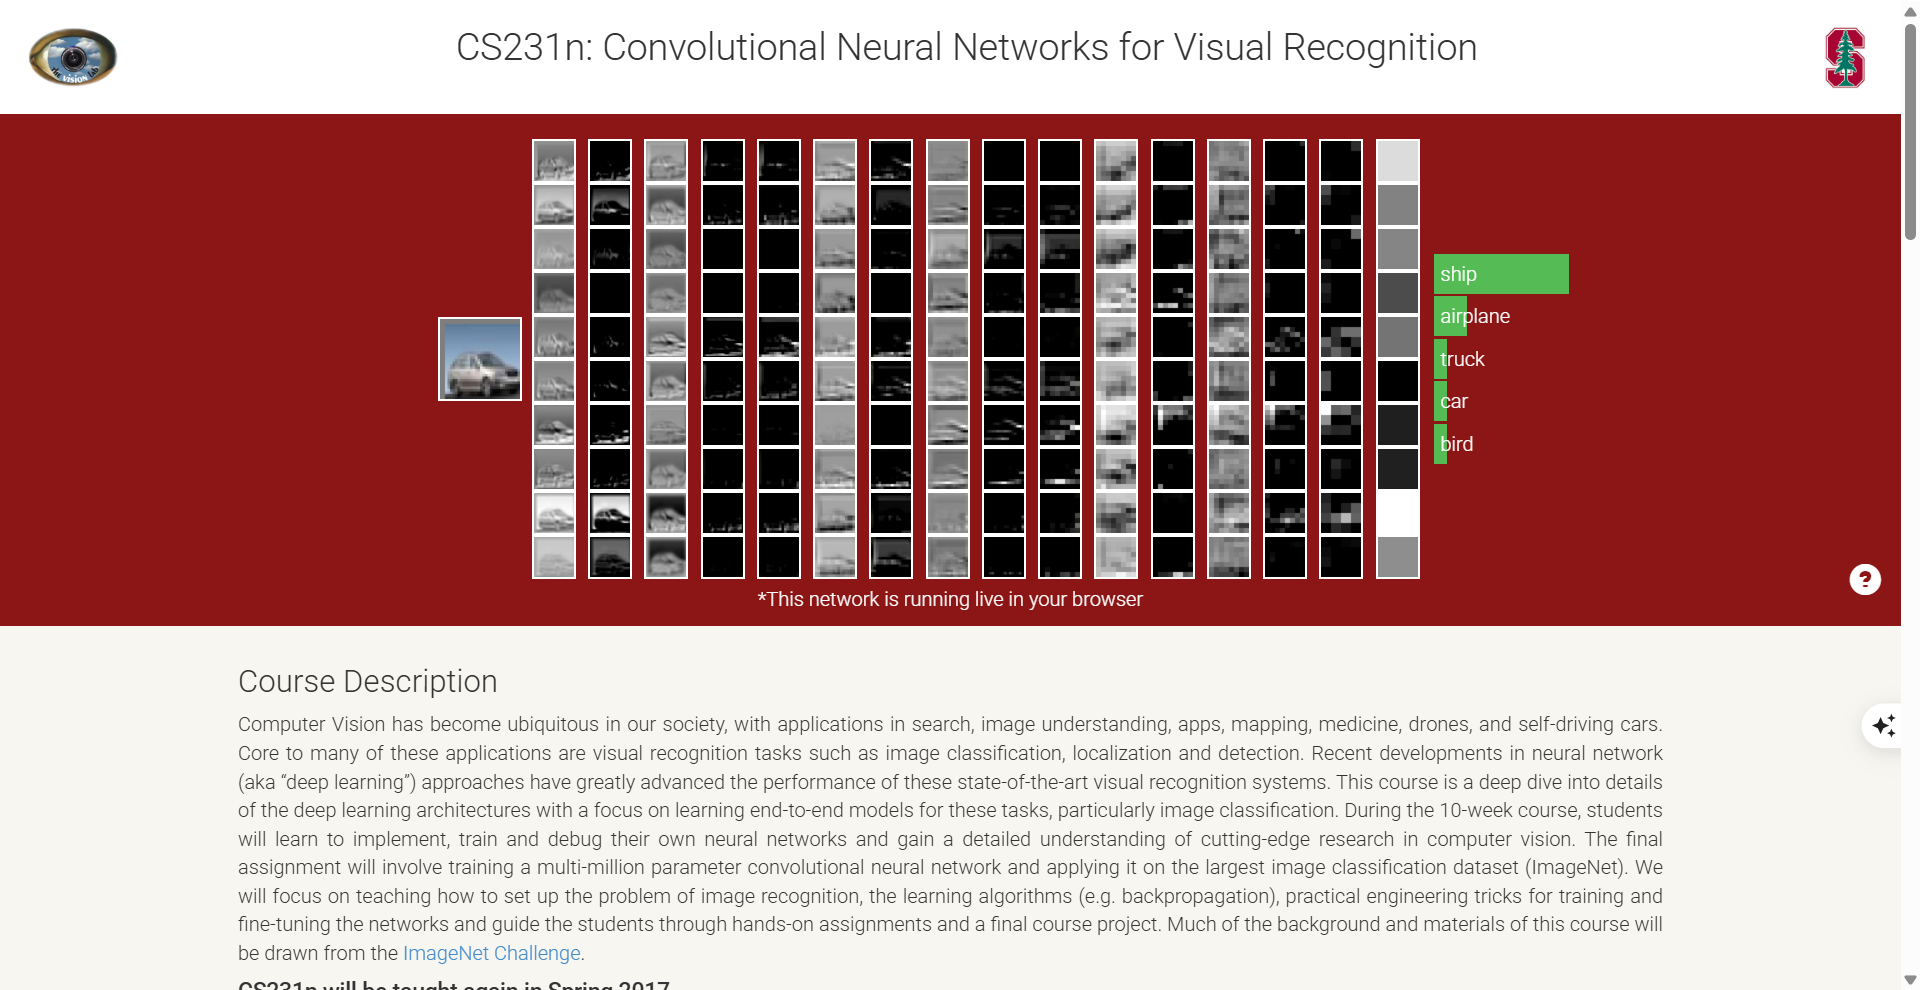 CS231n: Convolutional Neural Networks for Visual Recognition
THE VISION LAB
S
ship
airplane
truck
car
bird
*This network is running live in your browser
?
Course Description
Computer Vision has become ubiquitous in our society, with applications in search, image understanding, apps, mapping, medicine, drones, and self-driving cars.
Core to many of these applications are visual recognition tasks such as image classification, localization and detection. Recent developments in neural network
(aka “deep learning”) approaches have greatly advanced the performance of these state-of-the-art visual recognition systems. This course is a deep dive into details
of the deep learning architectures with a focus on learning end-to-end models for these tasks, particularly image classification. During the 10-week course, students
will learn to implement, train and debug their own neural networks and gain a detailed understanding of cutting-edge research in computer vision. The final
assignment will involve training a multi-million parameter convolutional neural network and applying it on the largest image classification dataset (ImageNet). We
will focus on teaching how to set up the problem of image recognition, the learning algorithms (e.g. backpropagation), practical engineering tricks for training and
fine-tuning the networks and guide the students through hands-on assignments and a final course project. Much of the background and materials of this course will
be drawn from the ImageNet Challenge.
CS231n will be taught again in Spring 2017